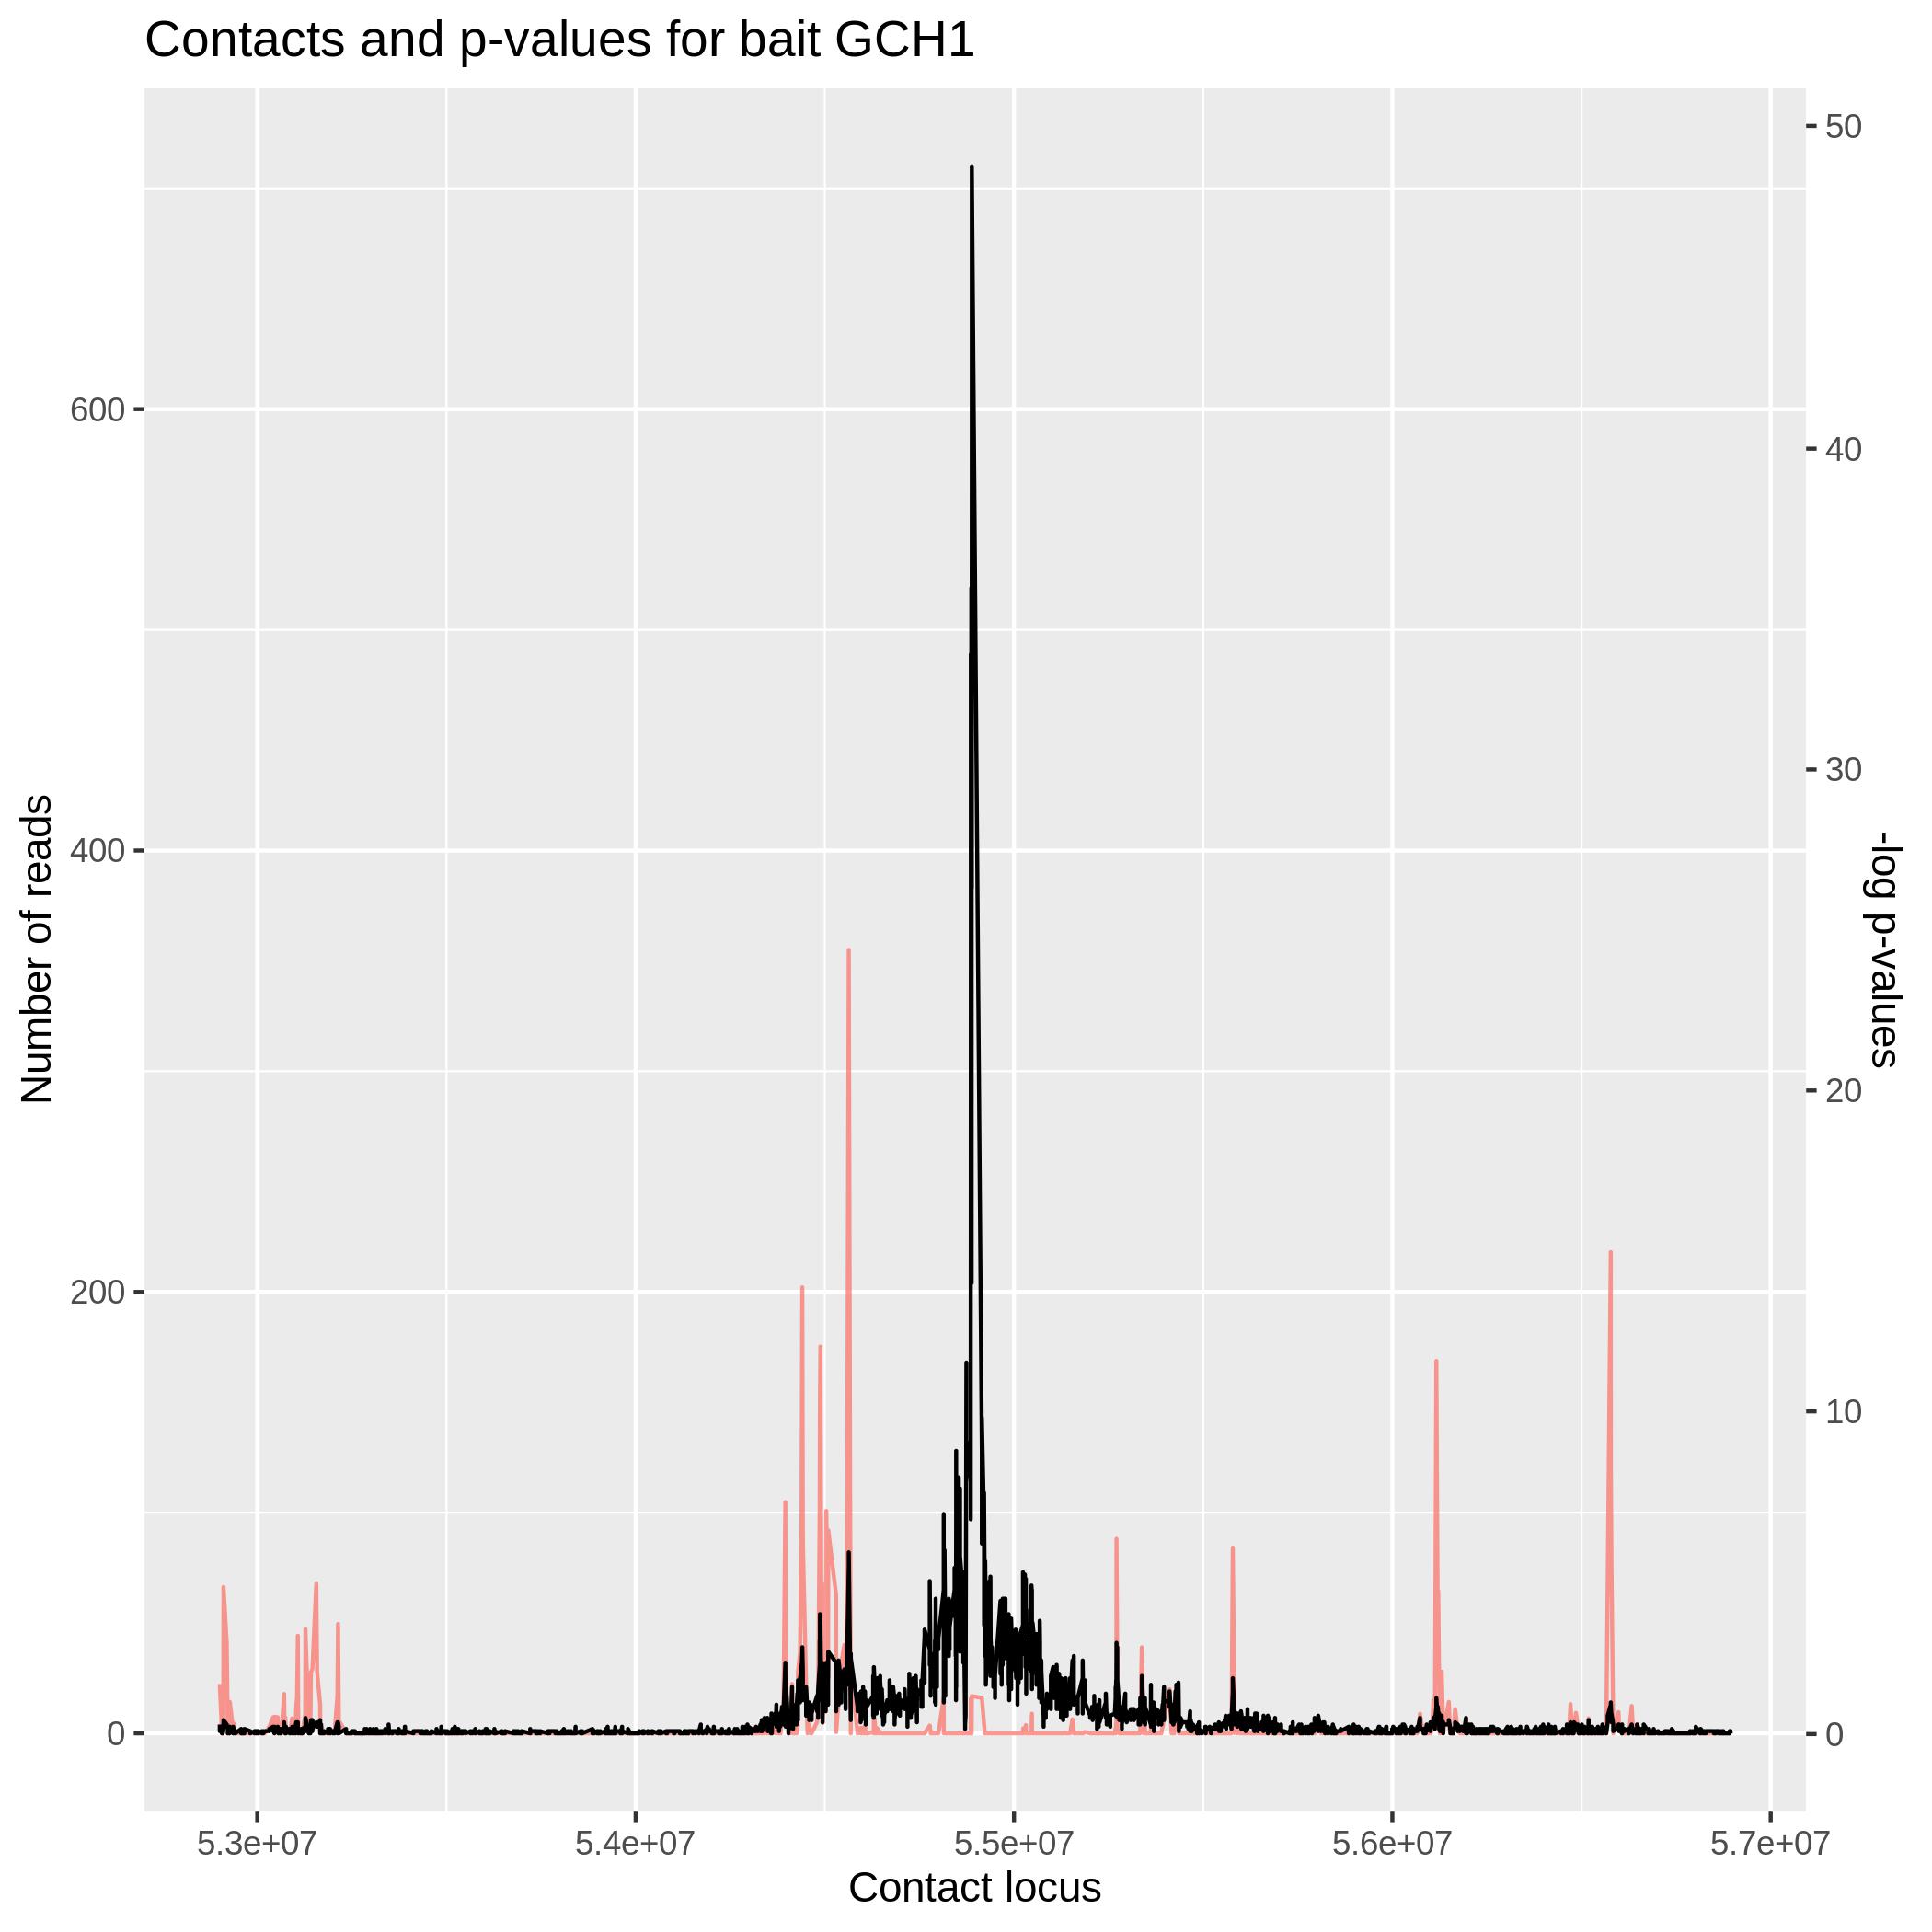 Contacts and p-values for bait GCH1
Number of reads
600
400
200
0
50
40
30
20
10
0
-log p-values
5.3e+07
5.4e+07
5.5e+07
5.6e+07
5.7e+07
Contact locus